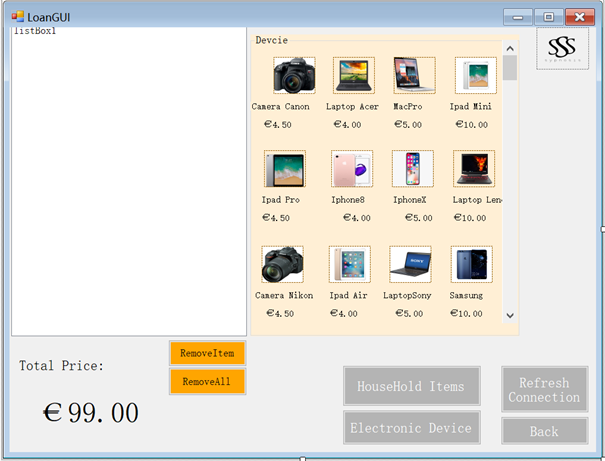 LoanGUI
listBox1
Devcie
Camera Canon Laptop Acer MacPro Ipad Mini
€4.50 €4.00 €5.00 €10.00
Ipad Pro Iphone8 IphoneX Laptop Len
€4.50 €4.00 €5.00 €10.00
SONY
Camera Nikon Ipad Air LaptopSony Samsung
€4.50 €4.00 €5.00 €10.00
SSS
RemoveItem
Total Price:
RemoveAll
€99.00
HouseHold Items
Refresh
Connection
Electronic Device
Back